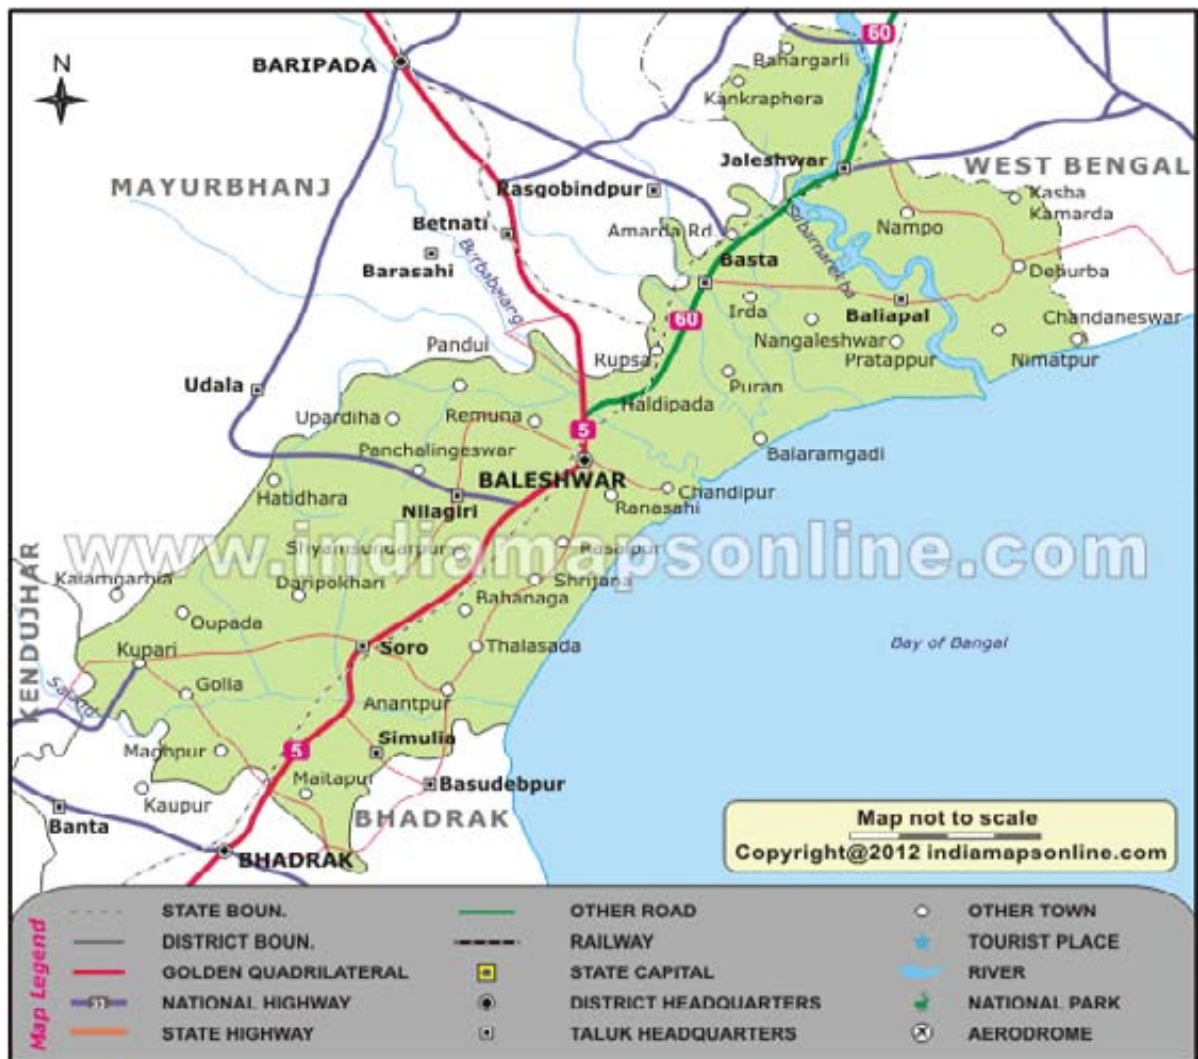 60
Bahargarli
N
BARIPADA
Kankraphera
Jaleshwar
WEST BENGAL
MAYURBHANJ
Rasgobindpur
Kasba
Kamarda
Betnati
Amarda Rd.
Nampo
Barasahi
Basta
Deburba
Irda
Baliapal
60
Chandaneswar
Nangaleshwar
Pandui
Rupsa
Pratappur
Nimatpur
Udala
Puran
Haldipada
Upardiha
Remuna
5
Panchalingeswar
Balaramgadi
BALESHWAR
Hatidhara
Chandipur
Nilagiri
Ranasahi
www.indiamapsonline.com
Shyamsundarpur
Rasalpur
KENDUJHAR
Daripokhari
Shrijana
Rahanaga
Oupada
Kupari
Soro
Thalasada
Bay of Bangal
Golia
Anantpur
Simulia
5
Maitapur
Basudebpur
Kaupur
BHADRAK
Banta
Map not to scale
Copyright@2012 indiamapsonline.com
BHADRAK
Map Legend
STATE BOUN.
OTHER ROAD
OTHER TOWN
DISTRICT BOUN.
RAILWAY
TOURIST PLACE
GOLDEN QUADRILATERAL
STATE CAPITAL
RIVER
NATIONAL HIGHWAY
DISTRICT HEADQUARTERS
NATIONAL PARK
STATE HIGHWAY
TALUK HEADQUARTERS
AERODROME